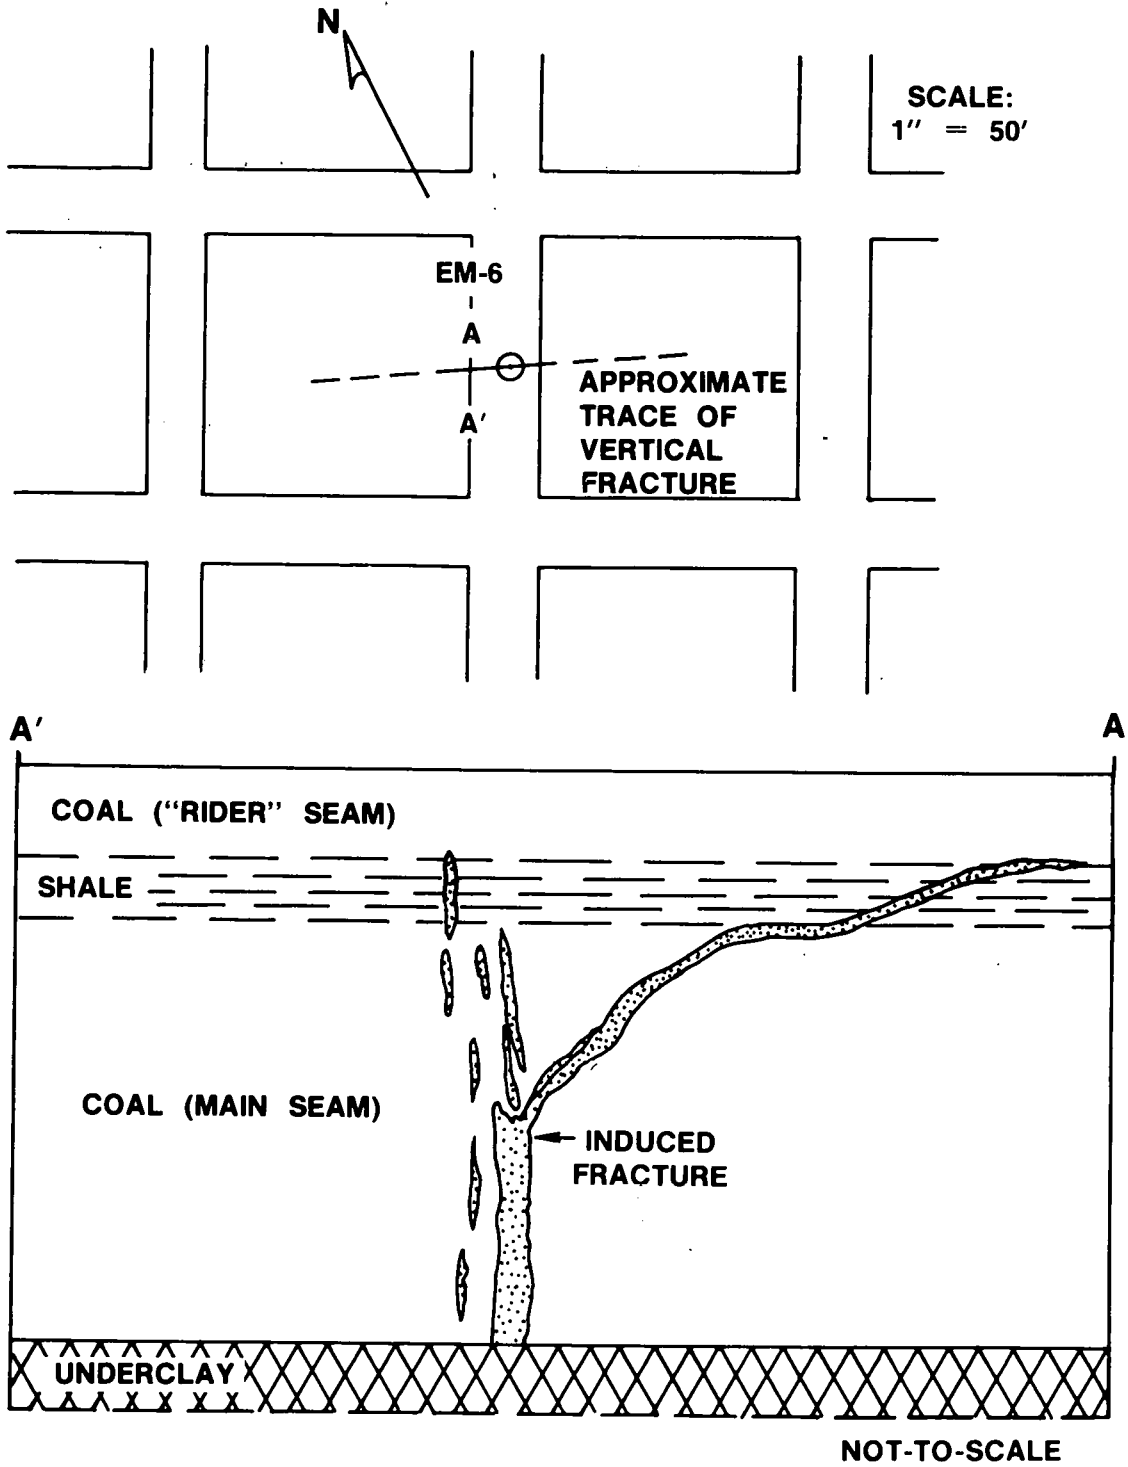 N
SCALE:
1" = 50'
EM-6
A
A'
APPROXIMATE
TRACE OF
VERTICAL
FRACTURE
A'
A
COAL ("RIDER" SEAM)
SHALE
COAL (MAIN SEAM)
INDUCED
FRACTURE
UNDERCLAY
NOT-TO-SCALE